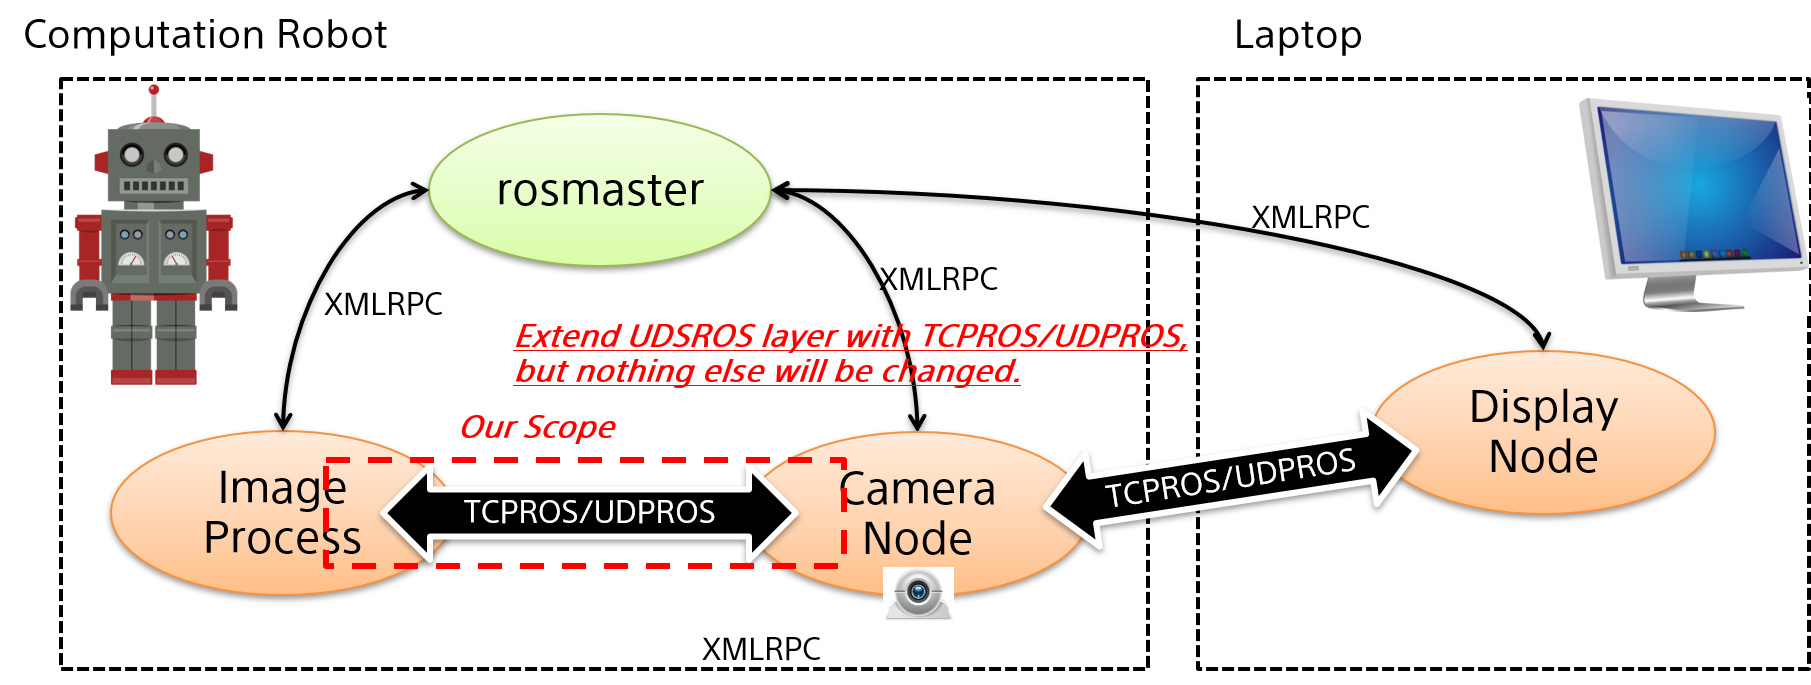 Computation Robot
Laptop
rosmaster
XMLRPC
XMLRPC
XMLRPC
Extend UDSROS layer with TCPROS/UDPROS,
but nothing else will be changed.
Our Scope
Display
Node
Image
Process
TCPROS/UDPROS
Camera
Node
TCPROS/UDPROS
XMLRPC